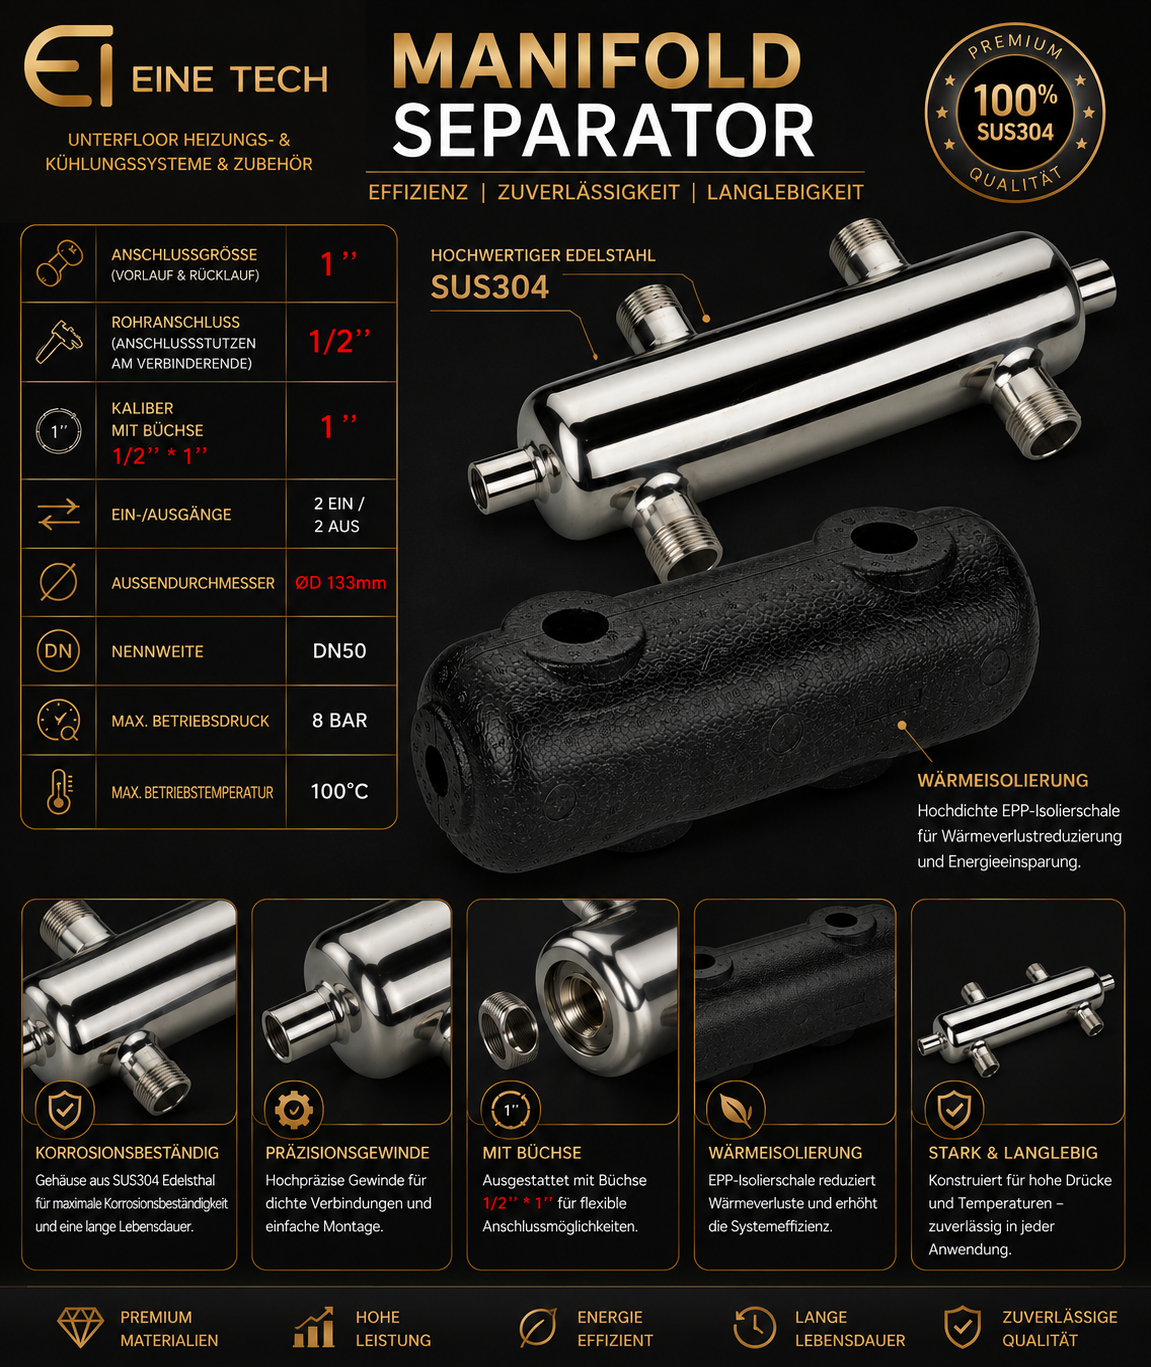 EINE TECH
UNTERFLOOR HEIZUNGS- &
KÜHLUNGSSYSTEME & ZUBEHÖR
MANIFOLD
SEPARATOR
EFFIZIENZ | ZUVERLÄSSIGKEIT | LANGLEBIGKEIT
PREMIUM
100%
SUS304
QUALITÄT
ANSCHLUSSGRÖSSE
(VORLAUF & RÜCKLAUF)
1''
ROHRANSCHLUSS
(ANSCHLUSSSTUTZEN
AM VERBINDERENDE)
1/2''
1''
KALIBER
MIT BÜCHSE
1/2'' * 1''
1''
EIN-/AUSGÄNGE
2 EIN /
2 AUS
AUSSENDURCHMESSER
ØD 133mm
DN
NENNWEITE
DN50
MAX. BETRIEBSDRUCK
8 BAR
MAX. BETRIEBSTEMPERATUR
100°C
HOCHWERTIGER EDELSTAHL
SUS304
WÄRMEISOLIERUNG
Hochdichte EPP-Isolierschale
für Wärmeverlustreduzierung
und Energieeinsparung.
KORROSIONSBESTÄNDIG
Gehäuse aus SUS304 Edelsthal
für maximale Korrosionsbeständigkeit
und eine lange Lebensdauer.
PRÄZISIONSGEWINDE
Hochpräzise Gewinde für
dichte Verbindungen und
einfache Montage.
1''
MIT BÜCHSE
Ausgestattet mit Büchse
1/2'' * 1'' für flexible
Anschlussmöglichkeiten.
WÄRMEISOLIERUNG
EPP-Isolierschale reduziert
Wärmeverluste und erhöht
die Systemeffizienz.
STARK & LANGLEBIG
Konstruiert für hohe Drücke
und Temperaturen –
zuverlässig in jeder
Anwendung.
PREMIUM
MATERIALIEN
HOHE
LEISTUNG
ENERGIE
EFFIZIENT
LANGE
LEBENSDAUER
ZUVERLÄSSIGE
QUALITÄT